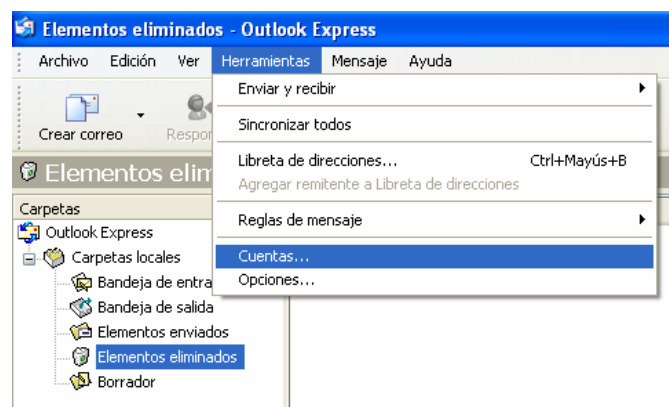 Elementos eliminados - Outlook Express
Archivo Edición Ver Herramientas Mensaje Ayuda
Enviar y recibir
Crear correo
Sincronizar todos
Libreta de direcciones... Ctrl+Mayús+B
Agregar remitente a Libreta de direcciones
Elementos
Carpetas
Reglas de mensaje
Outlook Express
Carpetas locales
Cuentas...
Opciones...
Bandeja de
Bandeja de salida
Elementos enviados
Elementos eliminados
Borrador